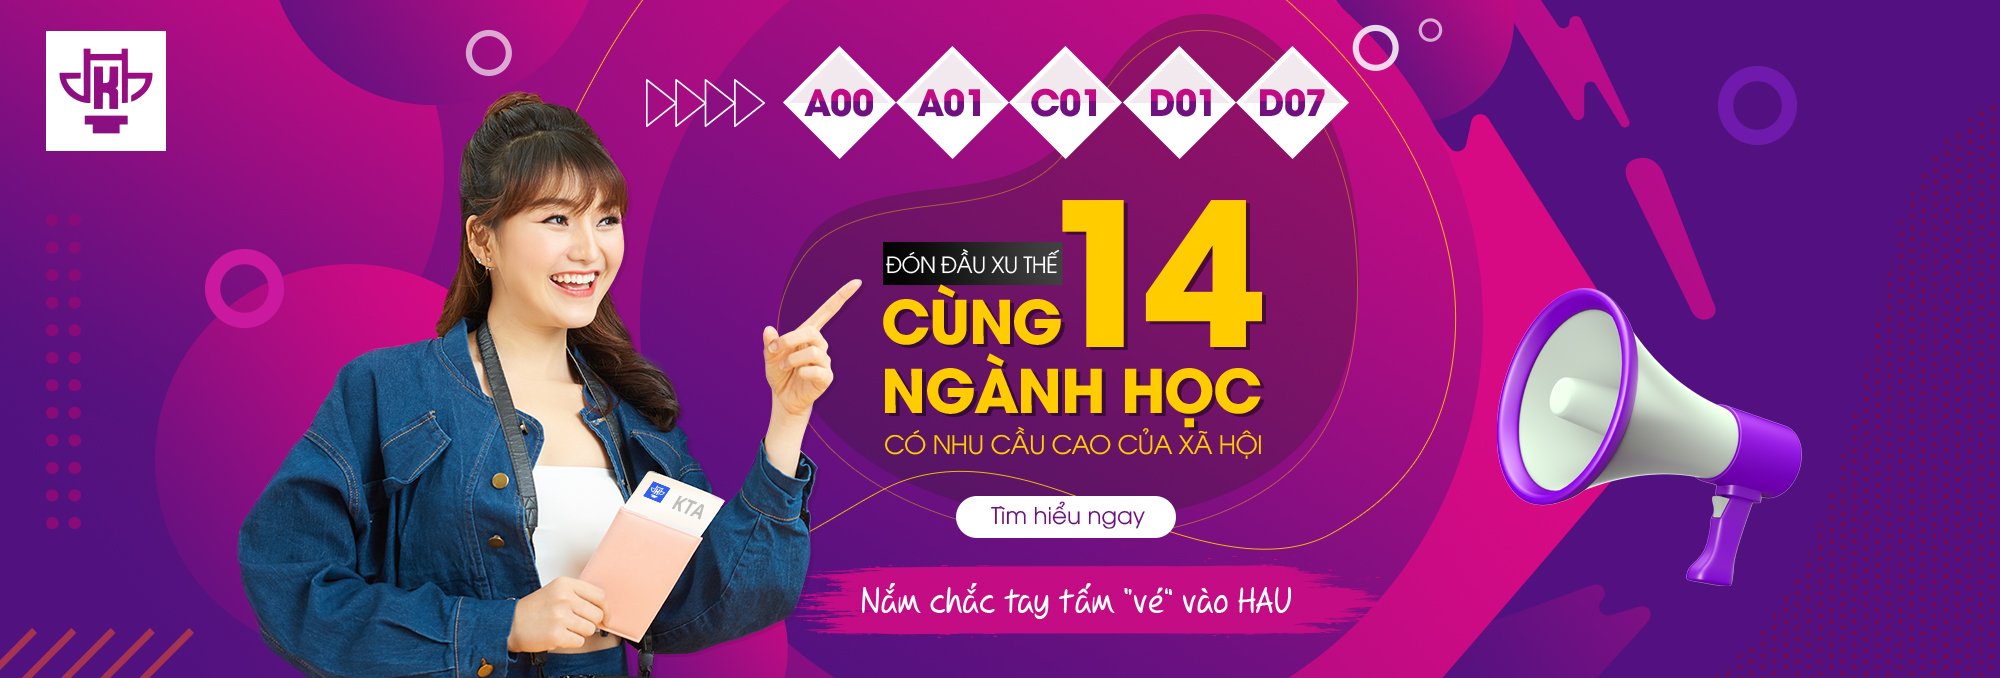 K
A00 A01 C01 D01 D07
ĐÓN ĐẦU XU THẾ
CÙNG 14
NGÀNH HỌC
CÓ NHU CẦU CAO CỦA XÃ HỘI
KTA
Tìm hiểu ngay
Nắm chắc tay tấm "vé" vào HAU